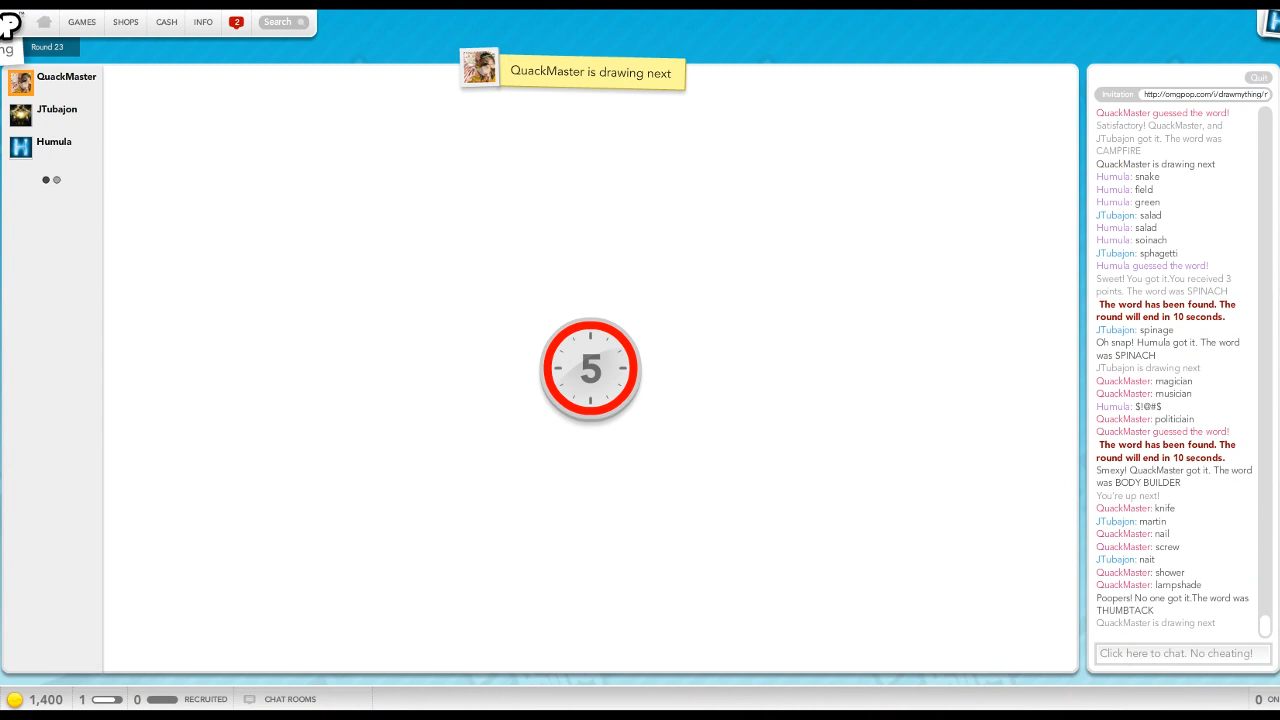 GAMES SHOPS CASH INFO 2 Search
ng
Round 23
QuackMaster is drawing next
QuackMaster
JTubajon
Humula
5
Quit
Invitation http://omgpop.com/i/drawmything/r
QuackMaster guessed the word!
Satisfactory! QuackMaster, and
JTubajon got it. The word was
CAMPFIRE
QuackMaster is drawing next
Humula: snake
Humula: field
Humula: green
JTubajon: salad
Humula: salad
Humula: soinach
JTubajon: sphagetti
Humula guessed the word!
Sweet! You got it.You received 3
points. The word was SPINACH
The word has been found. The
round will end in 10 seconds.
JTubajon: spinage
Oh snap! Humula got it. The word
was SPINACH
JTubajon is drawing next
QuackMaster: magician
QuackMaster: musician
Humula: $!@#$
QuackMaster: politiciain
QuackMaster guessed the word!
The word has been found. The
round will end in 10 seconds.
Smexy! QuackMaster got it. The word
was BODY BUILDER
You're up next!
QuackMaster: knife
JTubajon: martin
QuackMaster: nail
QuackMaster: screw
JTubajon: nait
QuackMaster: shower
QuackMaster: lampshade
Poopers! No one got it.The word was
THUMBTACK
QuackMaster is drawing next
Click here to chat. No cheating!
1,400 1 0 RECRUITED CHAT ROOMS 0 ON